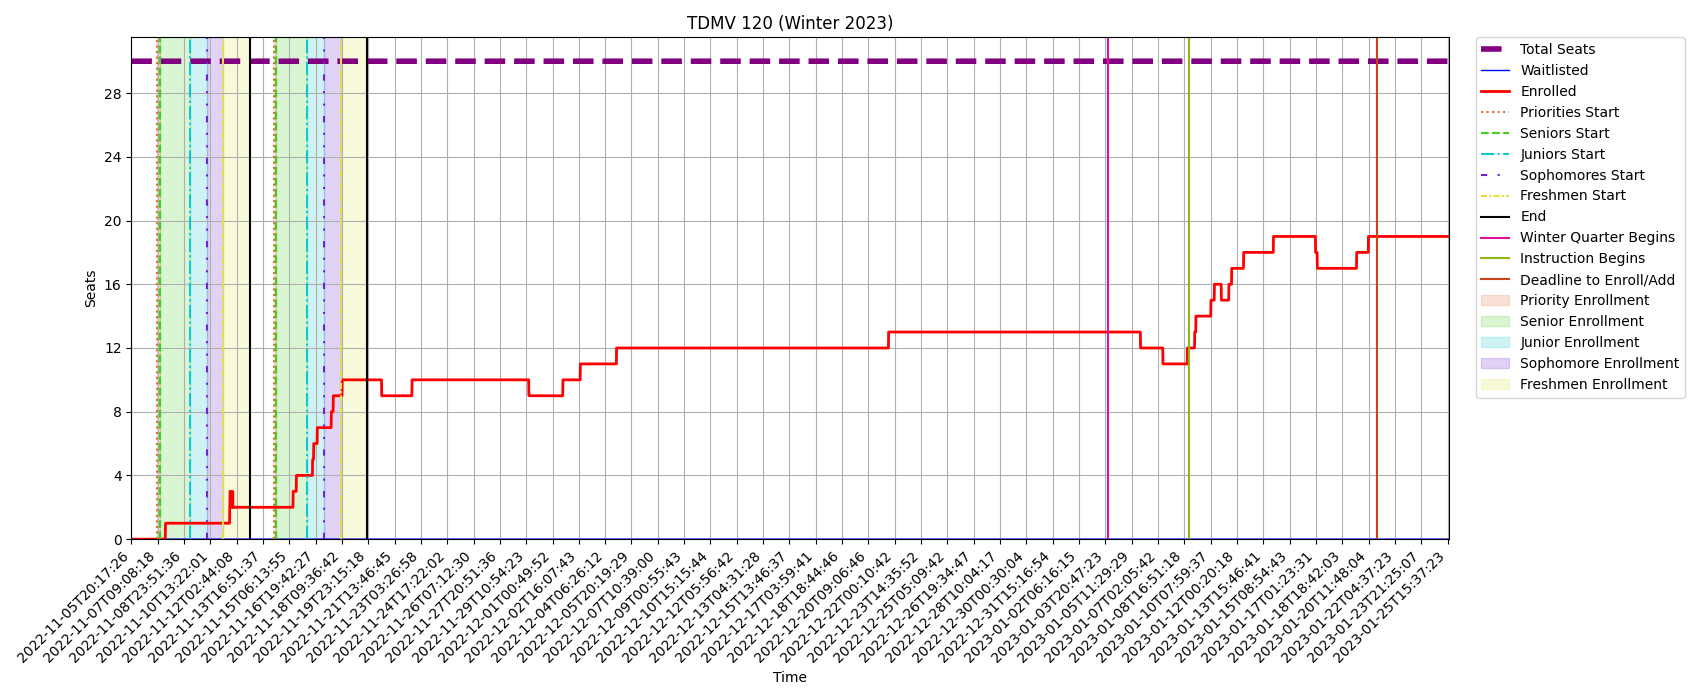 TDMV 120 (Winter 2023)
Seats
28
24
20
16
12
8
4
0
2022-11-05T20:17:26
2022-11-07T09:08:18
2022-11-08T23:51:36
2022-11-10T13:22:01
2022-11-12T02:44:08
2022-11-13T16:51:37
2022-11-15T06:13:55
2022-11-16T19:42:27
2022-11-18T09:36:42
2022-11-19T23:15:18
2022-11-21T13:46:45
2022-11-23T03:26:58
2022-11-24T17:22:02
2022-11-26T07:12:30
2022-11-27T20:51:36
2022-11-29T10:54:23
2022-12-01T00:49:52
2022-12-02T16:07:43
2022-12-04T06:26:12
2022-12-05T20:19:29
2022-12-07T10:39:00
2022-12-09T00:55:43
2022-12-10T15:15:44
2022-12-12T05:56:42
2022-12-13T04:31:28
2022-12-15T13:46:37
2022-12-17T03:59:41
2022-12-18T18:44:46
2022-12-20T09:06:46
2022-12-22T00:10:42
2022-12-23T14:35:52
2022-12-25T05:09:42
2022-12-26T19:34:47
2022-12-28T10:04:17
2022-12-30T00:30:04
2022-12-31T15:16:54
2023-01-02T06:16:15
2023-01-03T20:47:23
2023-01-05T11:29:29
2023-01-07T02:05:42
2023-01-08T16:51:18
2023-01-10T07:59:37
2023-01-12T00:20:18
2023-01-13T15:46:41
2023-01-15T08:54:43
2023-01-17T01:23:31
2023-01-18T18:42:03
2023-01-20T11:48:04
2023-01-22T04:37:23
2023-01-23T21:25:07
2023-01-25T15:37:23
Time
Total Seats
Waitlisted
Enrolled
Priorities Start
Seniors Start
Juniors Start
Sophomores Start
Freshmen Start
End
Winter Quarter Begins
Instruction Begins
Deadline to Enroll/Add
Priority Enrollment
Senior Enrollment
Junior Enrollment
Sophomore Enrollment
Freshmen Enrollment